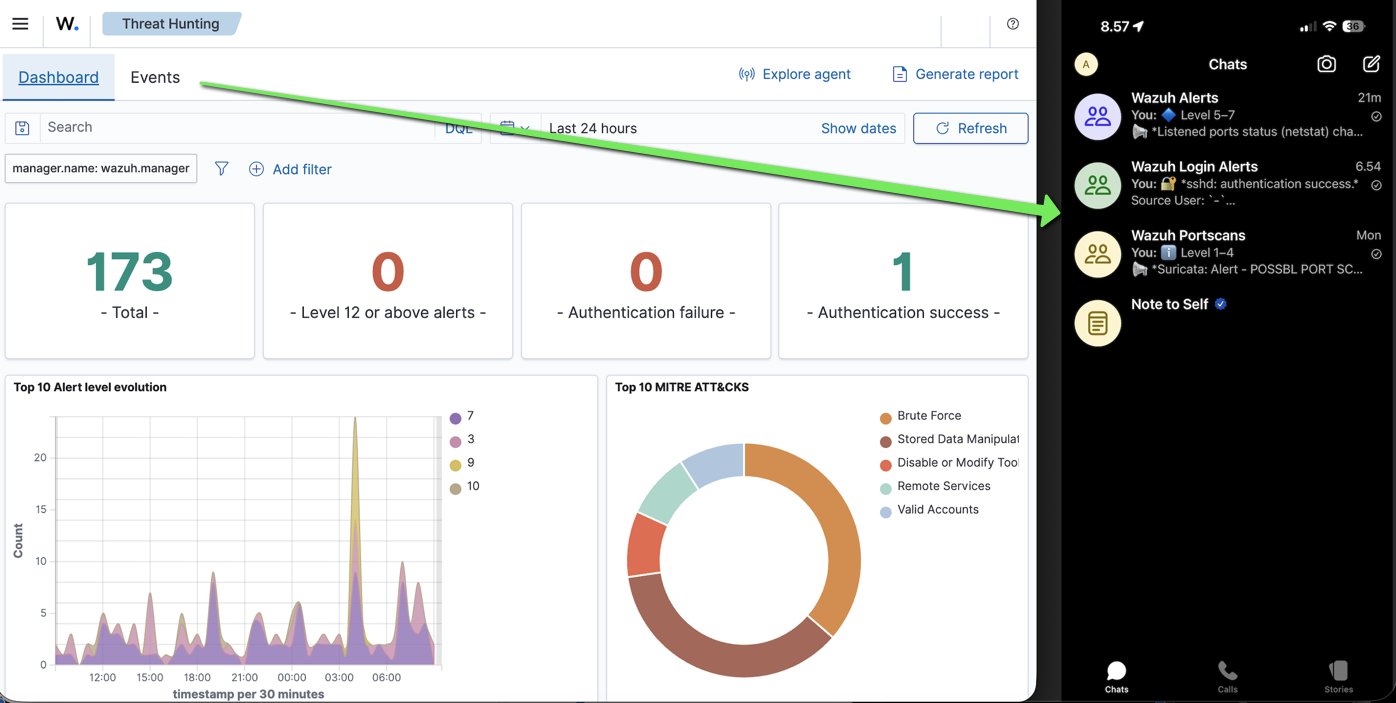 W. Threat Hunting
Dashboard Events Explore agent Generate report
Search DQL Last 24 hours Show dates Refresh
manager.name: wazuh.manager Add filter
173 0 0 1
- Total - - Level 12 or above alerts - - Authentication failure - - Authentication success -
Top 10 Alert level evolution
20
15
10
5
0
Count
12:00 15:00 18:00 21:00 00:00 03:00 06:00
timestamp per 30 minutes
7
3
9
10
Top 10 MITRE ATT&CKS
Brute Force
Stored Data Manipulat
Disable or Modify Tool
Remote Services
Valid Accounts
8.57 36
A Chats
Wazuh Alerts 21m
You: 🔷 Level 5–7
*Listened ports status (netstat) cha...
Wazuh Login Alerts 6.54
You: 🔐 *sshd: authentication success.*
Source User: `-`...
Wazuh Portscans Mon
You: ℹ️ Level 1–4
*Suricata: Alert - POSSBL PORT SC...
Note to Self
Chats Calls Stories